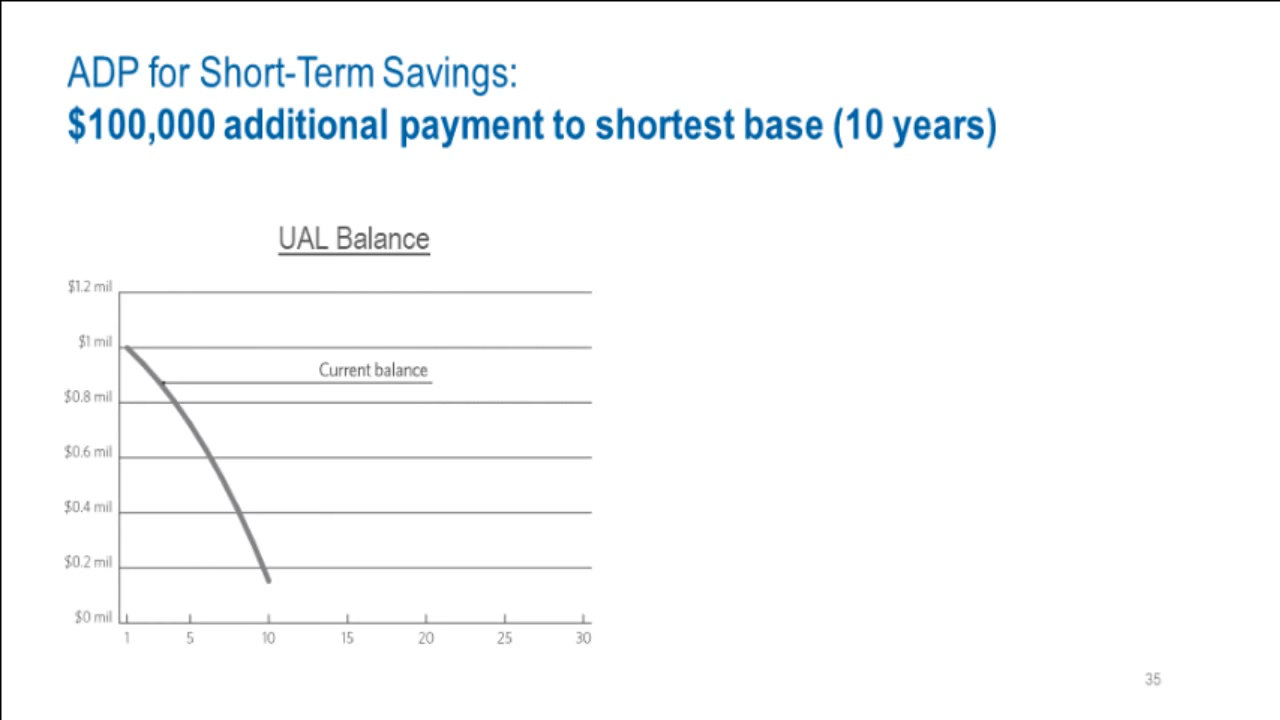 ADP for Short-Term Savings:
$100,000 additional payment to shortest base (10 years)
UAL Balance
$1.2 mil
$1 mil
Current balance
$0.8 mil
$0.6 mil
$0.4 mil
$0.2 mil
$0 mil
1 5 10 15 20 25 30
35